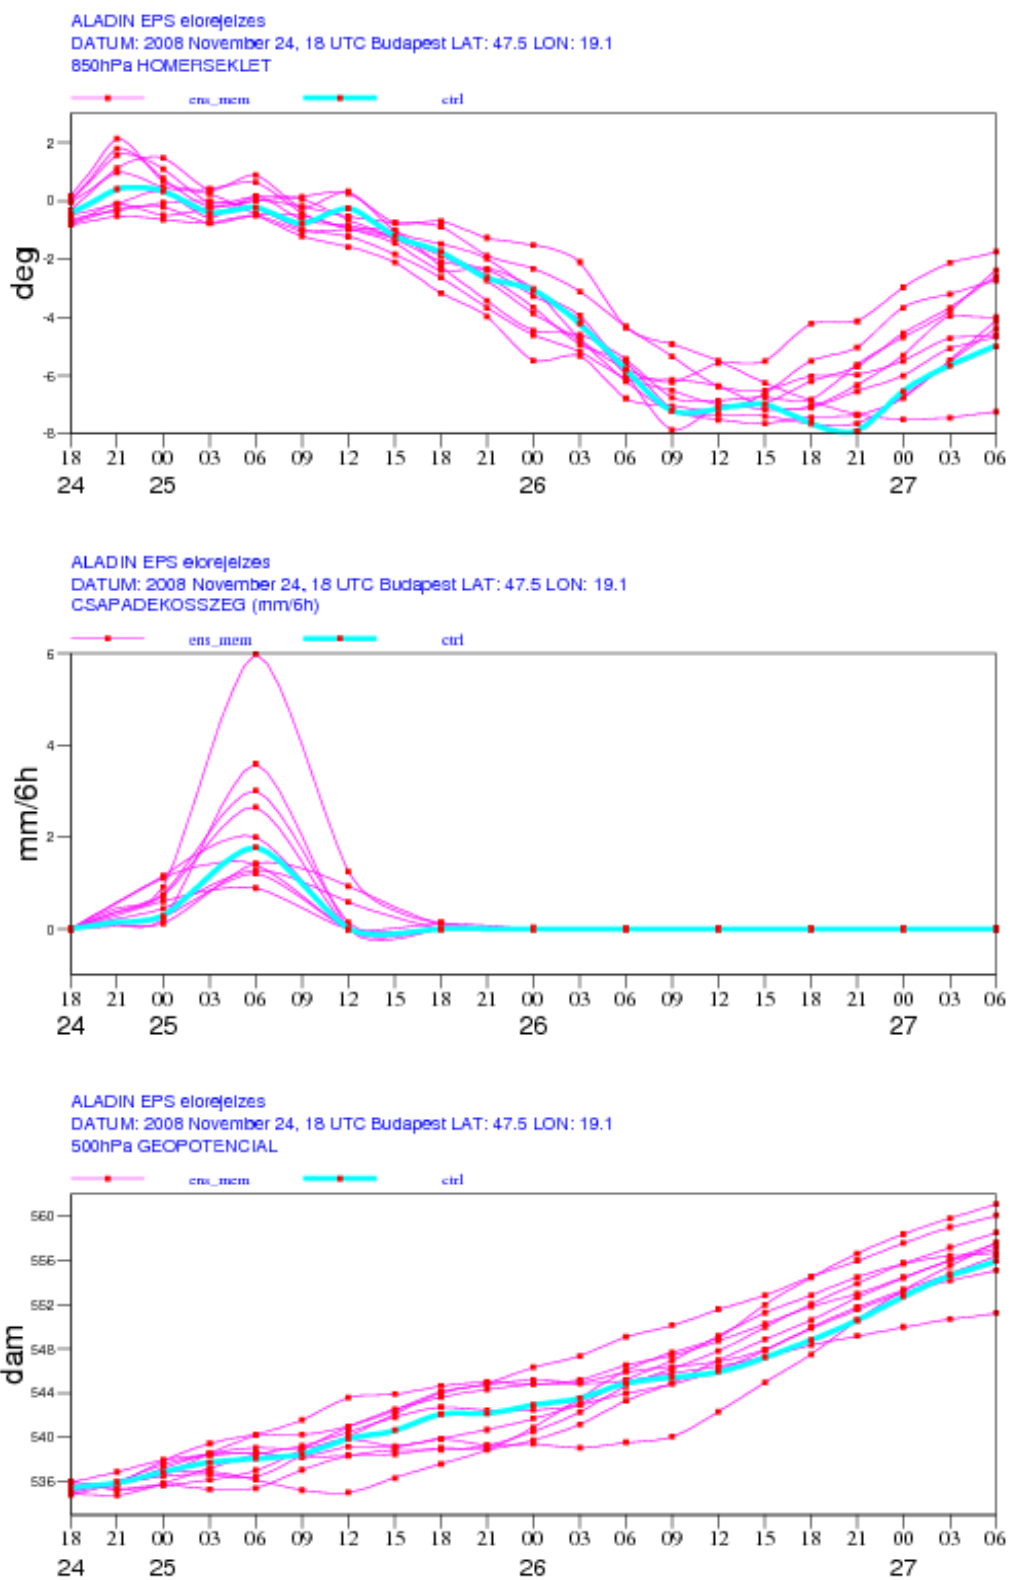 ALADIN EPS elorejelzes
DATUM: 2008 November 24, 18 UTC Budapest LAT: 47.5 LON: 19.1
850hPa HOMERSEKLET
ens_mem ctrl
2
0
-2
-4
-6
-8
deg
18 21 00 03 06 09 12 15 18 21 00 03 06 09 12 15 18 21 00 03 06
24 25 26 27
ALADIN EPS elorejelzes
DATUM: 2008 November 24, 18 UTC Budapest LAT: 47.5 LON: 19.1
CSAPADEKOSSZEG (mm/6h)
ens_mem ctrl
6
4
2
0
mm/6h
18 21 00 03 06 09 12 15 18 21 00 03 06 09 12 15 18 21 00 03 06
24 25 26 27
ALADIN EPS elorejelzes
DATUM: 2008 November 24, 18 UTC Budapest LAT: 47.5 LON: 19.1
500hPa GEOPOTENCIAL
ens_mem ctrl
560
556
552
548
544
540
536
dam
18 21 00 03 06 09 12 15 18 21 00 03 06 09 12 15 18 21 00 03 06
24 25 26 27